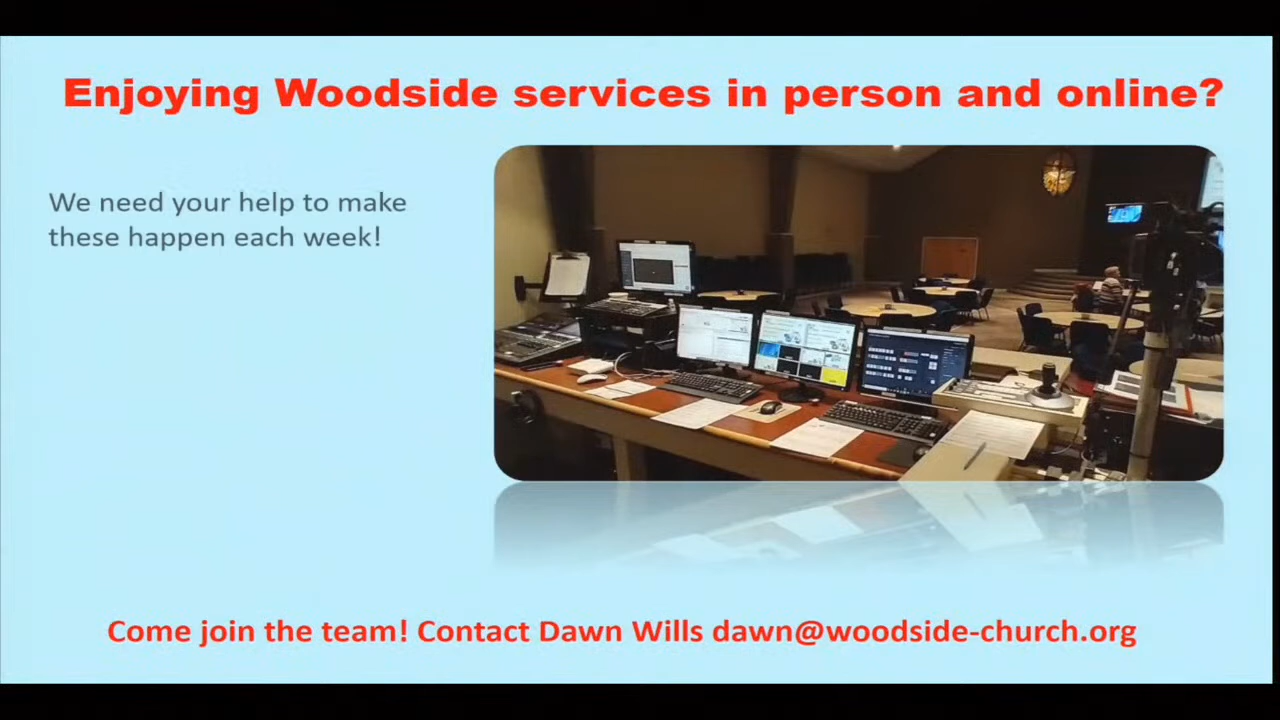 Enjoying Woodside services in person and online?
We need your help to make
these happen each week!
Come join the team! Contact Dawn Wills dawn@woodside-church.org